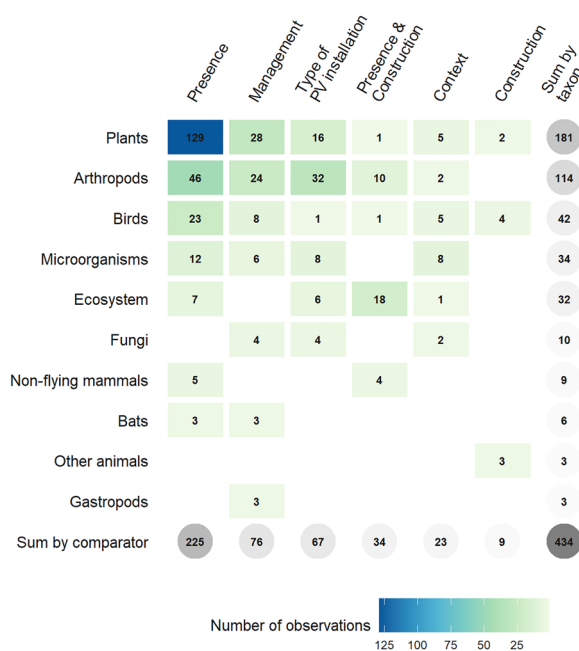 Presence
Management
Type of
PV installation
Presence &
Construction
Context
Construction
Sum by
taxon
Plants 129 28 16 1 5 2 181
Arthropods 46 24 32 10 2 114
Birds 23 8 1 1 5 4 42
Microorganisms 12 6 8 8 34
Ecosystem 7 6 18 1 32
Fungi 4 4 2 10
Non-flying mammals 5 4 9
Bats 3 3 6
Other animals 3 3
Gastropods 3 3
Sum by comparator 225 76 67 34 23 9 434
Number of observations
125 100 75 50 25